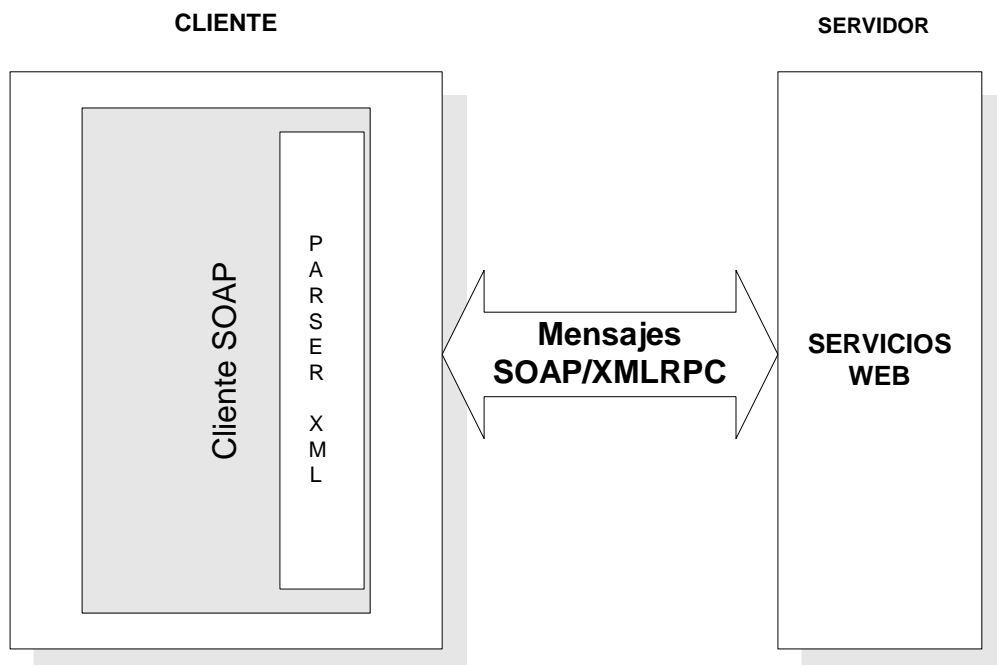 CLIENTE
SERVIDOR
Cliente SOAP
PARSER XML
Mensajes
SOAP/XMLRPC
SERVICIOS
WEB